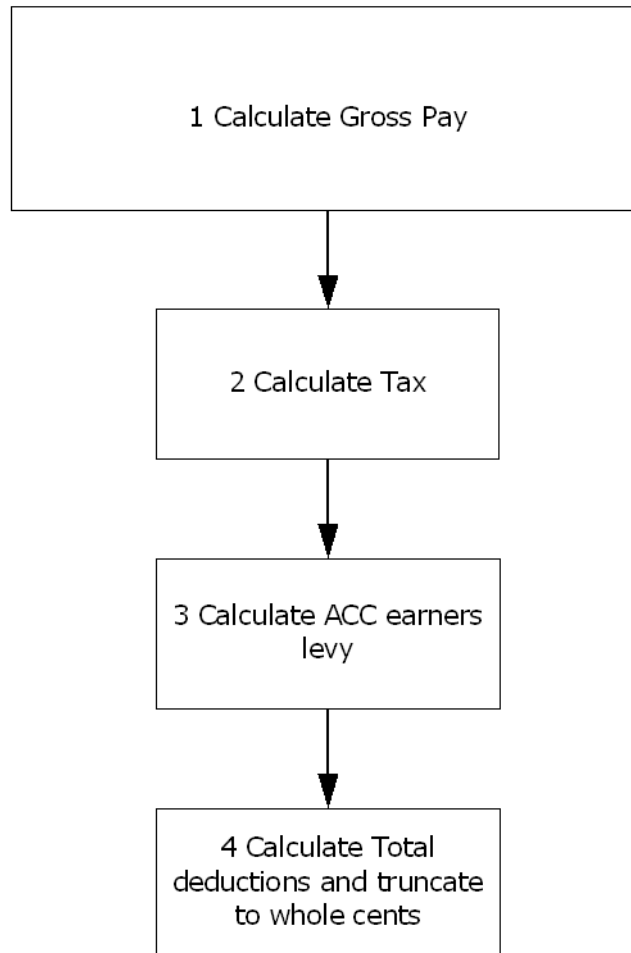 1 Calculate Gross Pay
2 Calculate Tax
3 Calculate ACC earners
levy
4 Calculate Total
deductions and truncate
to whole cents